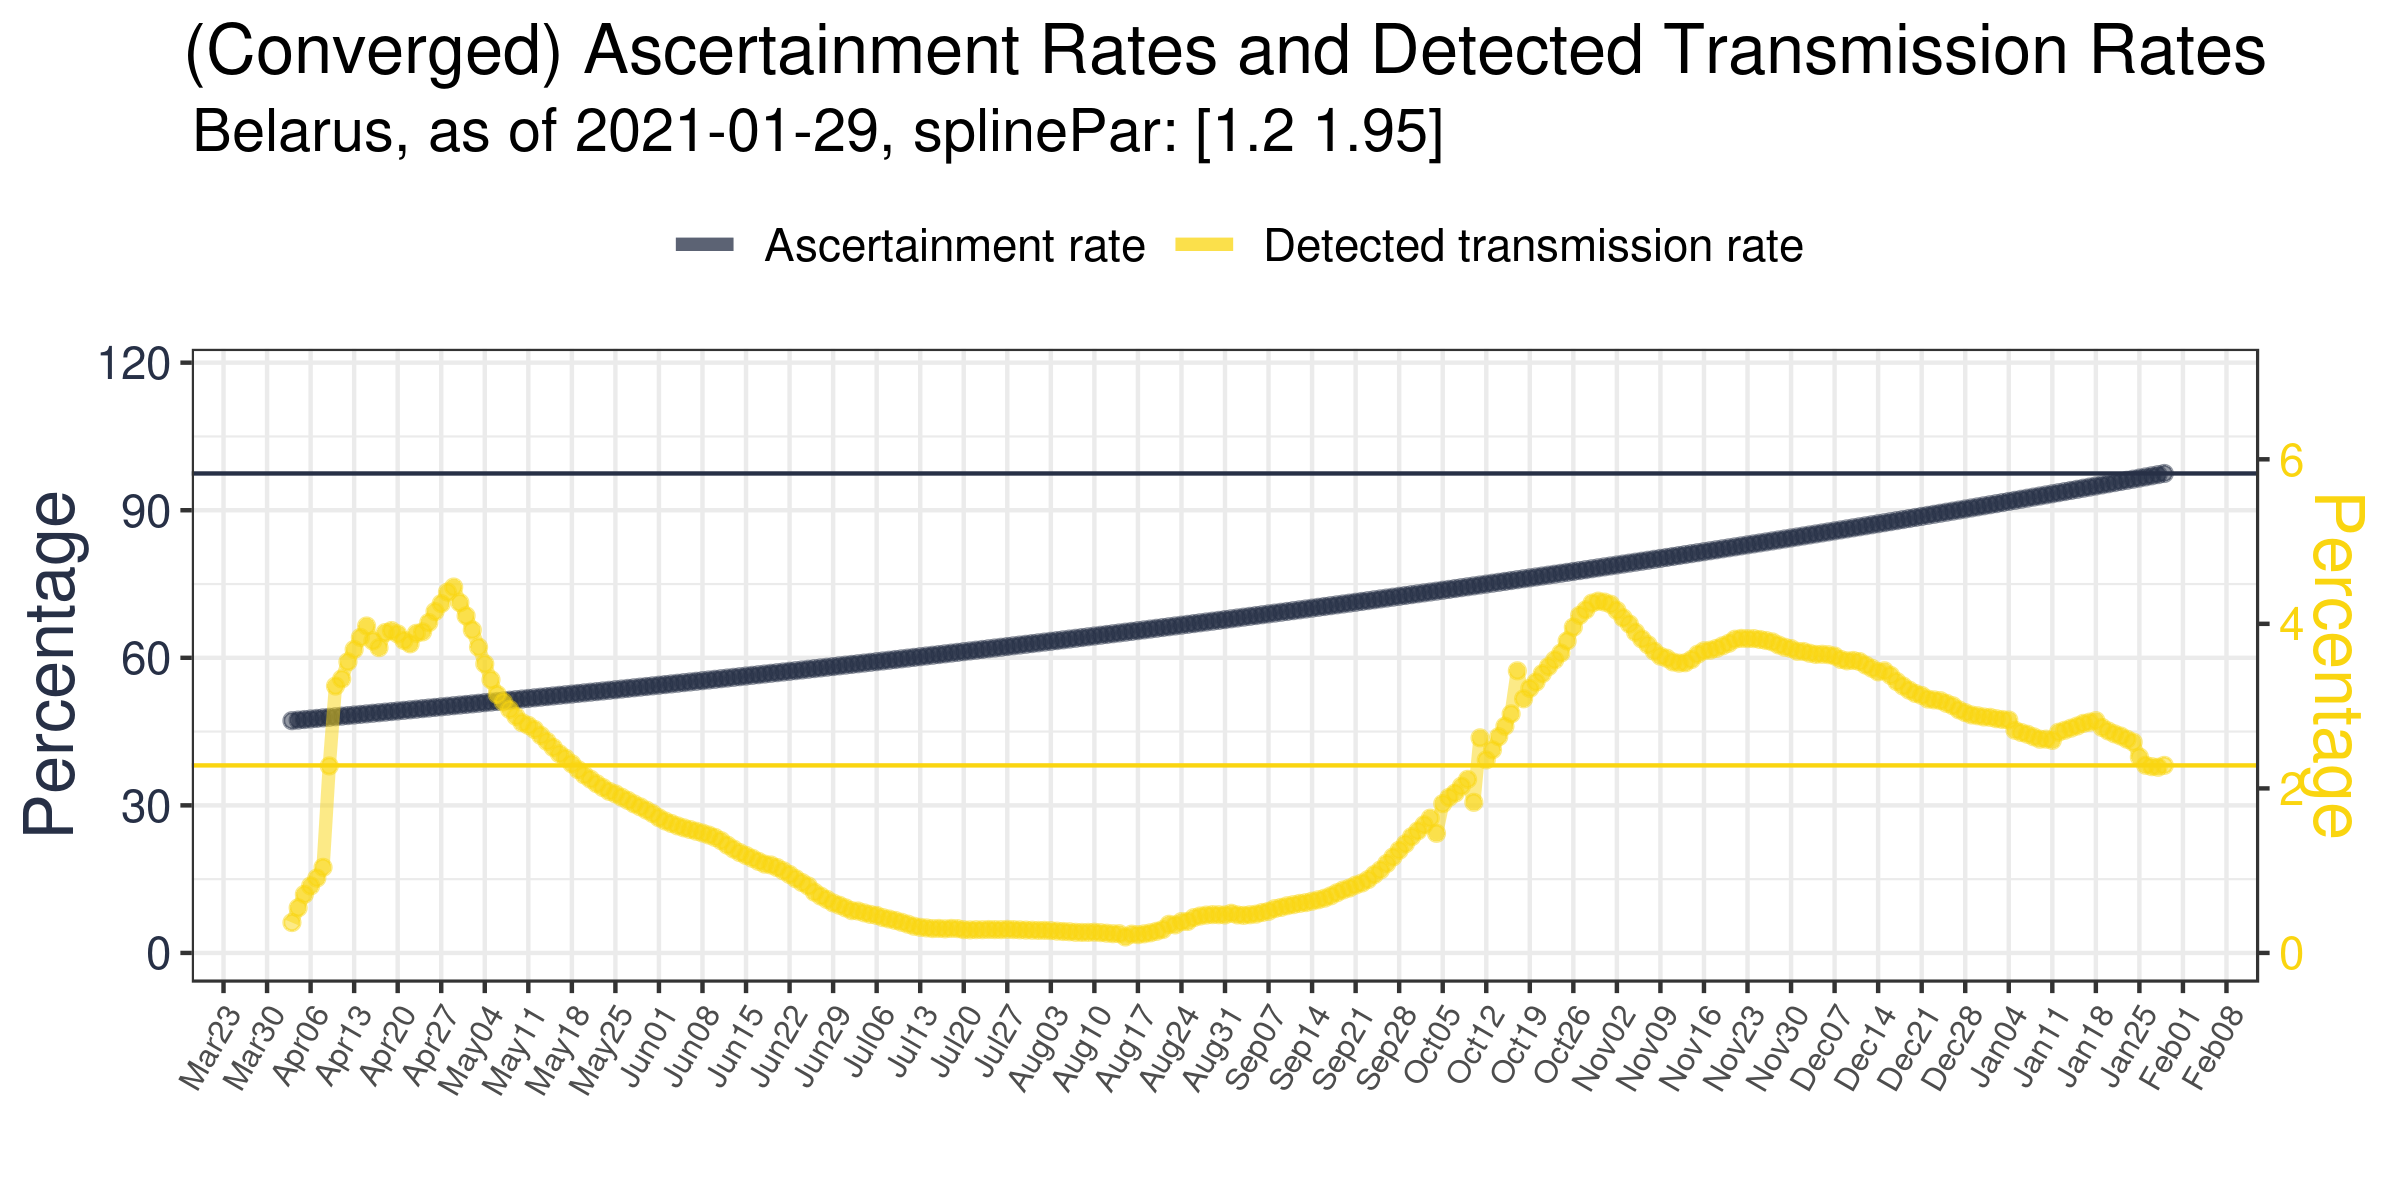 (Converged) Ascertainment Rates and Detected Transmission Rates
Belarus, as of 2021-01-29, splinePar: [1.2 1.95]
Ascertainment rate
Detected transmission rate
Percentage
120
90
60
30
0
6
4
2
0
Percentage
Mar23
Mar30
Apr06
Apr13
Apr20
Apr27
May04
May11
May18
May25
Jun01
Jun08
Jun15
Jun22
Jun29
Jul06
Jul13
Jul20
Jul27
Aug03
Aug10
Aug17
Aug24
Aug31
Sep07
Sep14
Sep21
Sep28
Oct05
Oct12
Oct19
Oct26
Nov02
Nov09
Nov16
Nov23
Nov30
Dec07
Dec14
Dec21
Dec28
Jan04
Jan11
Jan18
Jan25
Feb01
Feb08